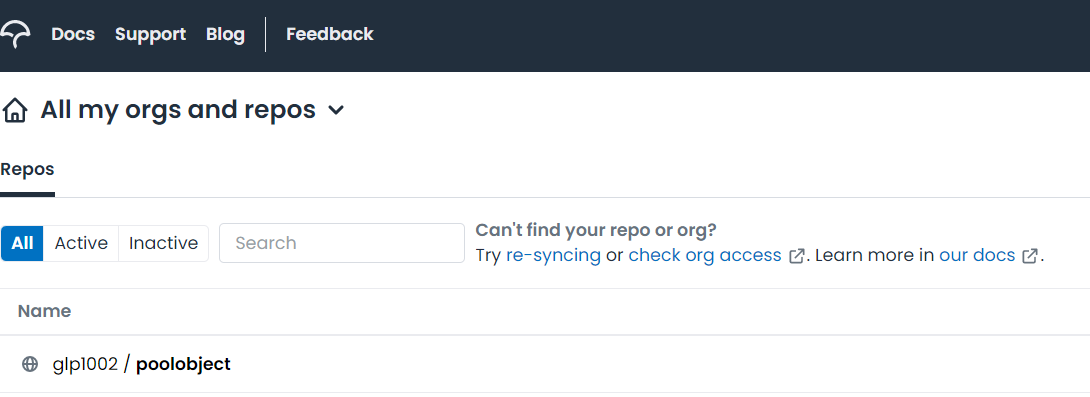 Docs Support Blog Feedback
All my orgs and repos
Repos
All Active Inactive Search
Can't find your repo or org?
Try re-syncing or check org access . Learn more in our docs .
Name
glp1002 / poolobject